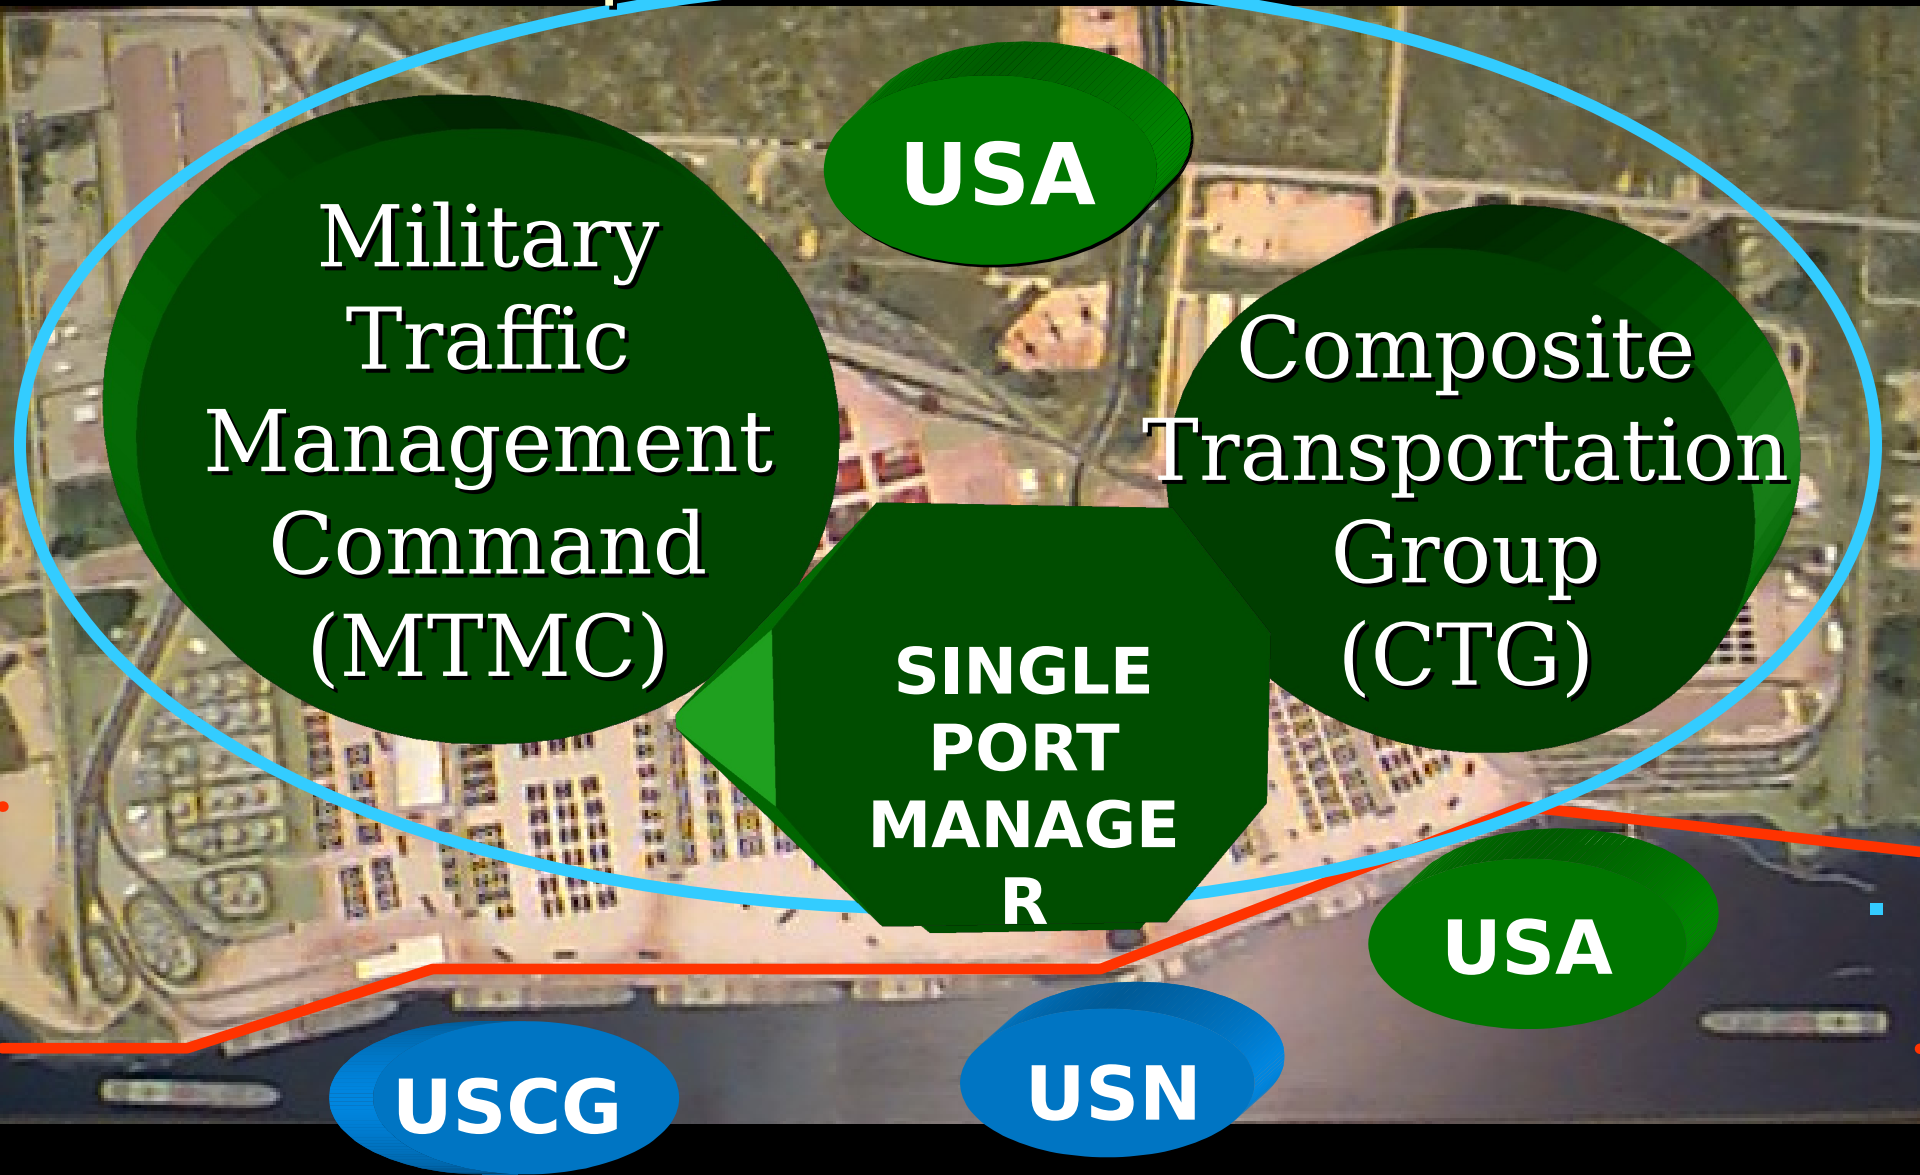 USA
Military
Traffic
Management
Command
(MTMC)
Composite
Transportation
Group
(CTG)
SINGLE
PORT
MANAGE
R
USA
USCG
USN